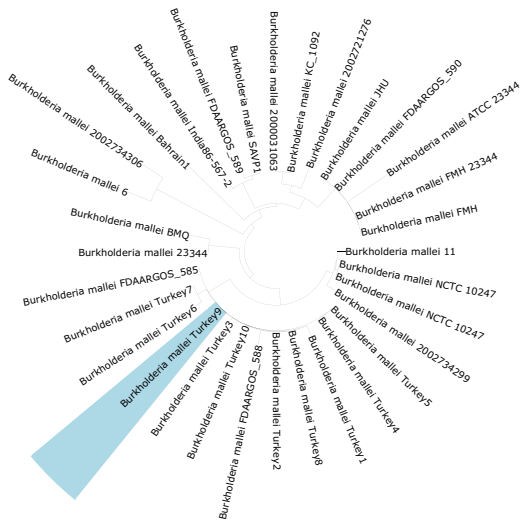 Burkholderia mallei 2000031063
Burkholderia mallei KC_1092
Burkholderia mallei 2002721276
Burkholderia mallei JHU
Burkholderia mallei FDAARGOS_590
Burkholderia mallei ATCC 23344
Burkholderia mallei FMH 23344
Burkholderia mallei FMH
Burkholderia mallei 11
Burkholderia mallei NCTC 10247
Burkholderia mallei NCTC 10247
Burkholderia mallei 2002734299
Burkholderia mallei Turkey5
Burkholderia mallei Turkey4
Burkholderia mallei Turkey1
Burkholderia mallei Turkey8
Burkholderia mallei Turkey2
Burkholderia mallei FDAARGOS_588
Burkholderia mallei Turkey10
Burkholderia mallei Turkey3
Burkholderia mallei Turkey9
Burkholderia mallei Turkey6
Burkholderia mallei Turkey7
Burkholderia mallei FDAARGOS_585
Burkholderia mallei 23344
Burkholderia mallei BMQ
Burkholderia mallei 6
Burkholderia mallei 2002734306
Burkholderia mallei Bahrain1
Burkholderia mallei India86-567-2
Burkholderia mallei FDAARGOS_589
Burkholderia mallei SAVP1